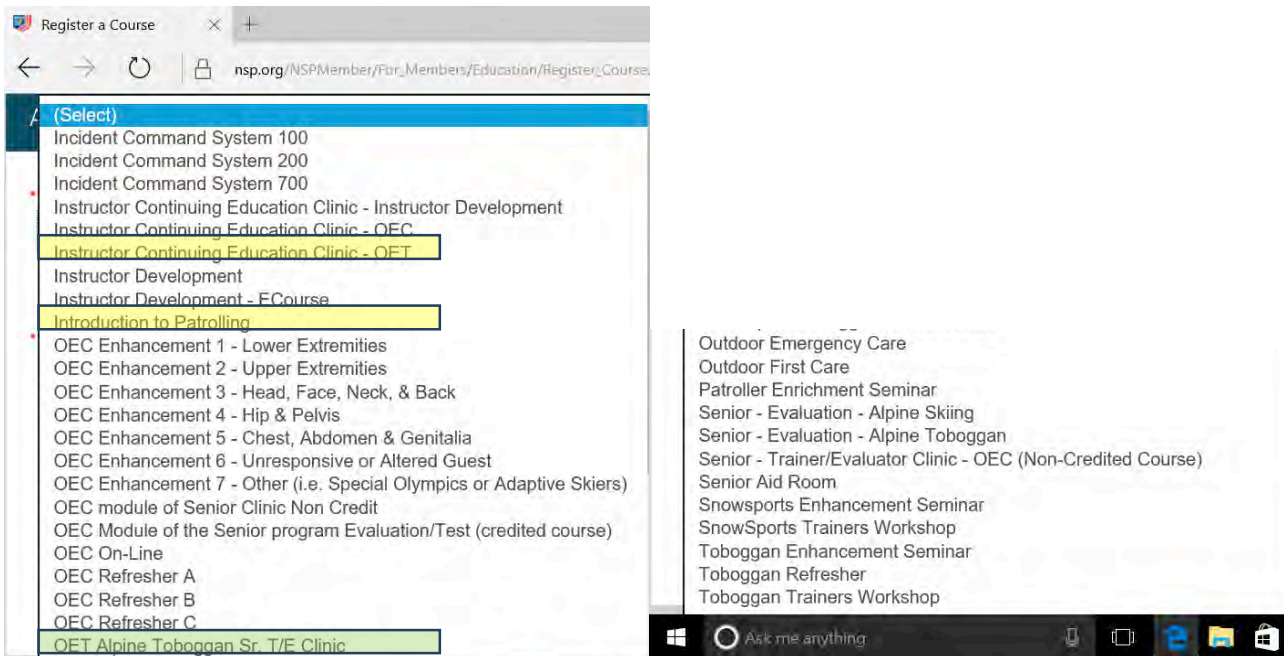 Register a Course
nsp.org/NSPMember/For_Members/Education/Register_Course.
(Select)
Incident Command System 100
Incident Command System 200
Incident Command System 700
Instructor Continuing Education Clinic - Instructor Development
Instructor Continuing Education Clinic - OEC
Instructor Continuing Education Clinic - OET
Instructor Development
Instructor Development - ECourse
Introduction to Patrolling
OEC Enhancement 1 - Lower Extremities
OEC Enhancement 2 - Upper Extremities
OEC Enhancement 3 - Head, Face, Neck, & Back
OEC Enhancement 4 - Hip & Pelvis
OEC Enhancement 5 - Chest, Abdomen & Genitalia
OEC Enhancement 6 - Unresponsive or Altered Guest
OEC Enhancement 7 - Other (i.e. Special Olympics or Adaptive Skiers)
OEC module of Senior Clinic Non Credit
OEC Module of the Senior program Evaluation/Test (credited course)
OEC On-Line
OEC Refresher A
OEC Refresher B
OEC Refresher C
OET Alpine Toboggan Sr. T/E Clinic
Outdoor Emergency Care
Outdoor First Care
Patroller Enrichment Seminar
Senior - Evaluation - Alpine Skiing
Senior - Evaluation - Alpine Toboggan
Senior - Trainer/Evaluator Clinic - OEC (Non-Credited Course)
Senior Aid Room
Snowsports Enhancement Seminar
SnowSports Trainers Workshop
Toboggan Enhancement Seminar
Toboggan Refresher
Toboggan Trainers Workshop
Ask me anything